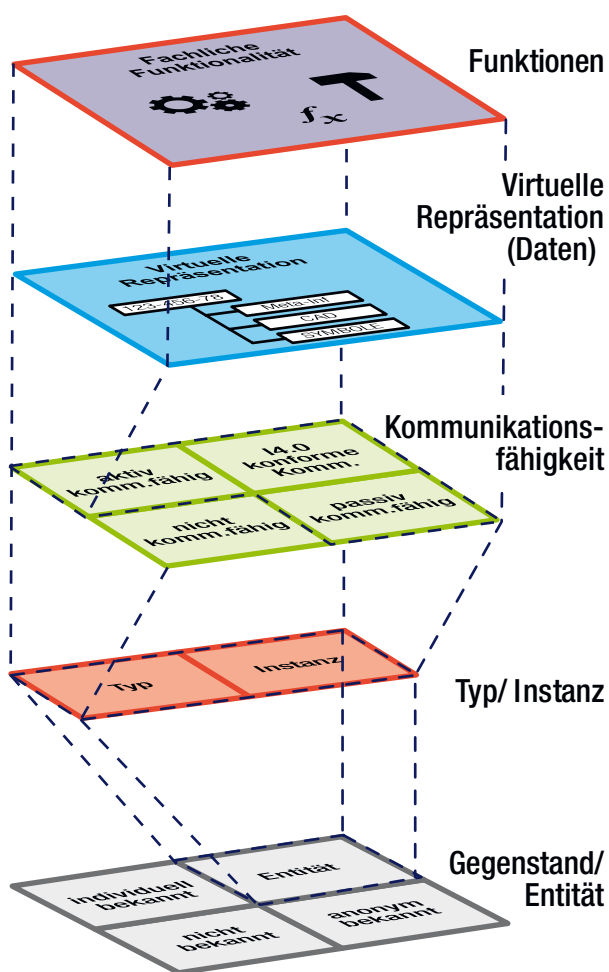 Fachliche
Funktionalität
fx
Funktionen
Virtuelle
Repräsentation
(Daten)
Virtuelle
Repräsentation
123-456-78
Meta-Inf
CAD
SYMBOLE
Kommunikations-
fähigkeit
aktiv
komm.fähig
I4.0
konforme
Komm.
nicht
komm.fähig
passiv
komm.fähig
Typ
Instanz
Typ/ Instanz
Gegenstand/
Entität
individuell
bekannt
Entität
nicht
bekannt
anonym
bekannt